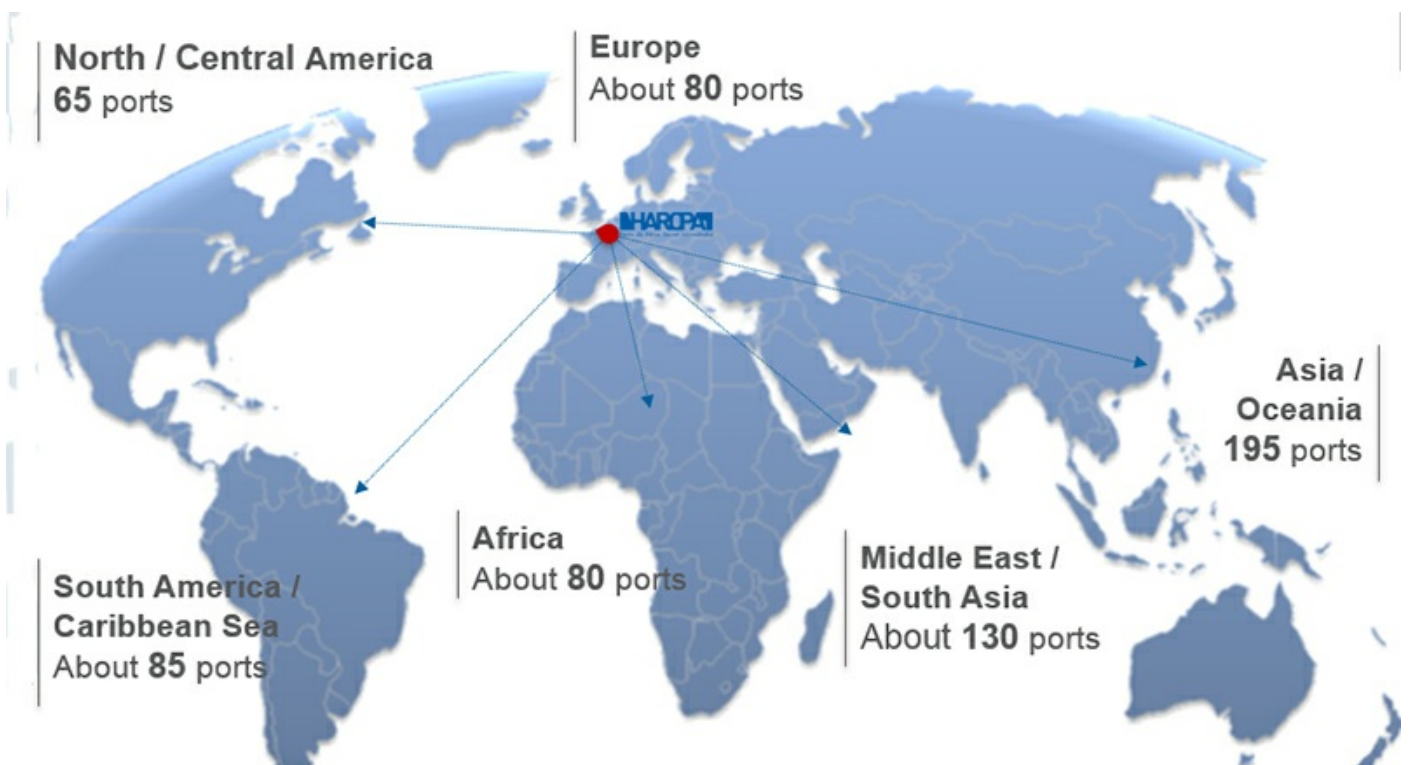 North / Central America
65 ports
Europe
About 80 ports
HAROPA
Asia /
Oceania
195 ports
Africa
About 80 ports
Middle East /
South Asia
About 130 ports
South America /
Caribbean Sea
About 85 ports